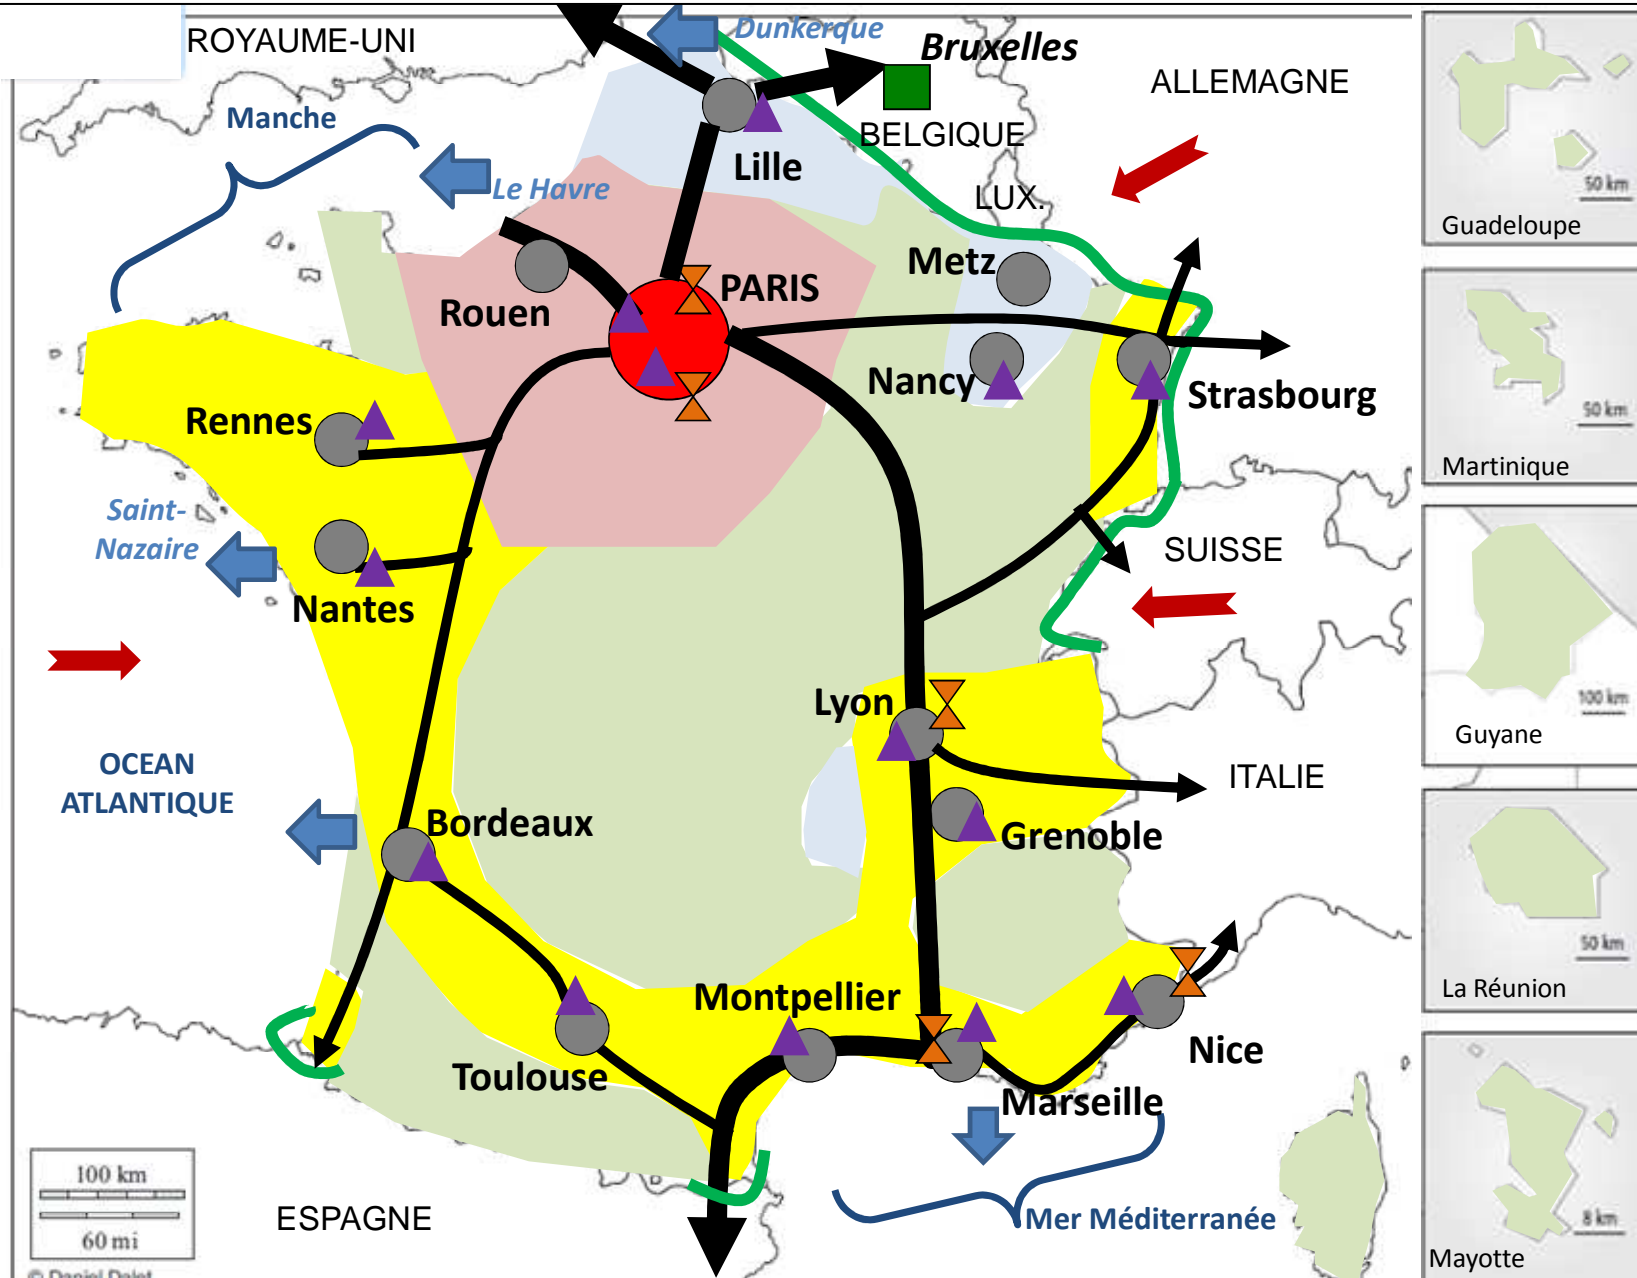 ROYAUME-UNI
Dunkerque
Bruxelles
ALLEMAGNE
Manche
BELGIQUE
Lille
Le Havre
LUX.
Metz
PARIS
Rouen
Nancy
Strasbourg
Rennes
Saint-
Nazaire
SUISSE
Nantes
Lyon
OCEAN
ATLANTIQUE
ITALIE
Bordeaux
Grenoble
Montpellier
Nice
Toulouse
Marseille
ESPAGNE
Mer Méditerranée
100 km
60 mi
© Daniel Dalet
50 km
Guadeloupe
50 km
Martinique
100 km
Guyane
50 km
La Réunion
8 km
Mayotte